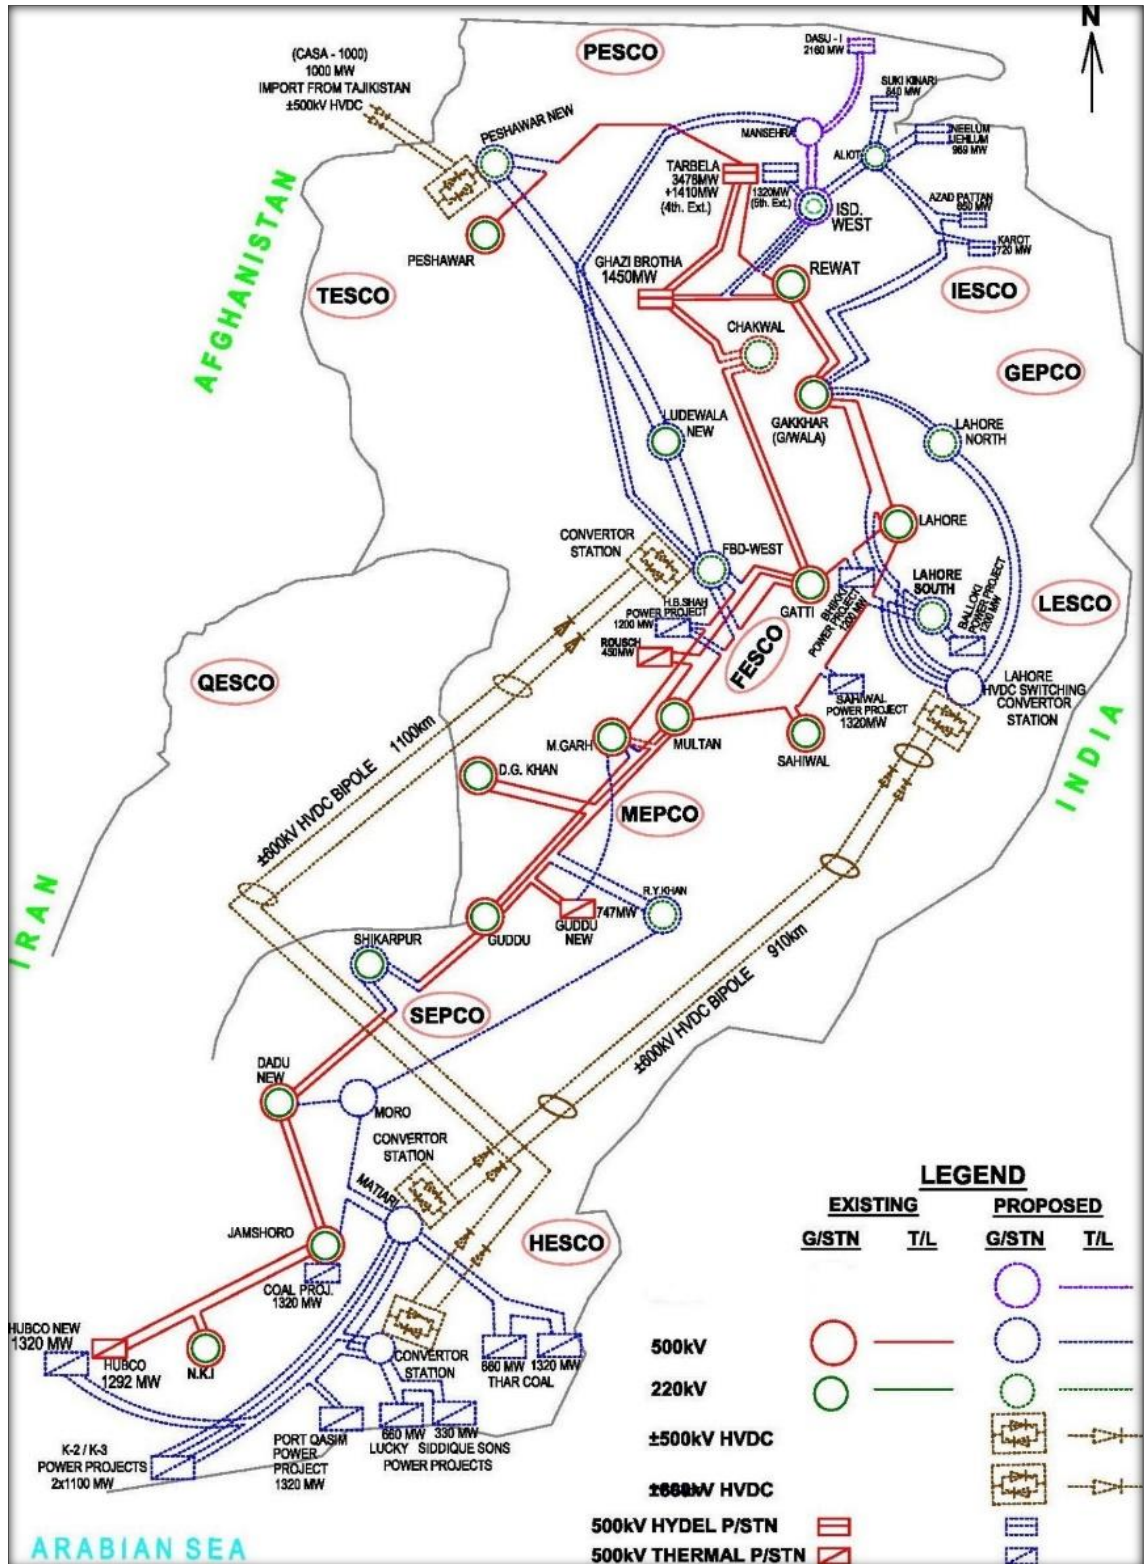 N
PESCO
DASU - I
2160 MW
(CASA - 1000)
1000 MW
IMPORT FROM TAJIKISTAN
±500kV HVDC
SUKI KINARI
840 MW
PESHAWAR NEW
MANSEHRA
NEELUM
JEHLUM
969 MW
ALIOT
TARBELA
3478MW
+1410MW
(4th. Ext.)
1320MW
(5th. Ext.)
ISD.
WEST
AZAD PATTAN
KAROT
720 MW
PESHAWAR
AFGHANISTAN
TESCO
GHAZI BROTHA
1450MW
REWAT
IESCO
CHAKWAL
GEPCO
GAKKHAR
(G/WALA)
LUDEWALA
NEW
LAHORE
NORTH
LAHORE
CONVERTOR
STATION
FBD-WEST
GATTI
BHIKKI
POWER PROJECT
1200 MW
LAHORE
SOUTH
BALLOKI
POWER PROJECT
1200 MW
LESCO
H.B.SHAH
POWER PROJECT
1200 MW
ROUSCH
450MW
FESCO
QESCO
LAHORE
HVDC SWITCHING
CONVERTOR
STATION
SAHIWAL
POWER PROJECT
1320MW
INDIA
±600kV HVDC BIPOLE 1100km
M.GARH
MULTAN
SAHIWAL
D.G. KHAN
MEPCO
IRAN
R.Y.KHAN
747MW
GUDDU
GUDDU
NEW
SHIKARPUR
±600kV HVDC BIPOLE 910km
SEPCO
DADU
NEW
MORO
CONVERTOR
STATION
MATIARI
JAMSHORO
HESCO
COAL PROJ.
1320 MW
HUBCO NEW
1320 MW
HUBCO
1292 MW
N.K.I
CONVERTOR
STATION
660 MW 1320 MW
THAR COAL
K-2 / K-3
POWER PROJECTS
2x1100 MW
PORT QASIM
POWER
PROJECT
1320 MW
660 MW 330 MW
LUCKY SIDDIQUE SONS
POWER PROJECTS
ARABIAN SEA
LEGEND
EXISTING PROPOSED
G/STN T/L G/STN T/L
500kV
220kV
±500kV HVDC
HVDC
500kV HYDEL P/STN
500kV THERMAL P/STN